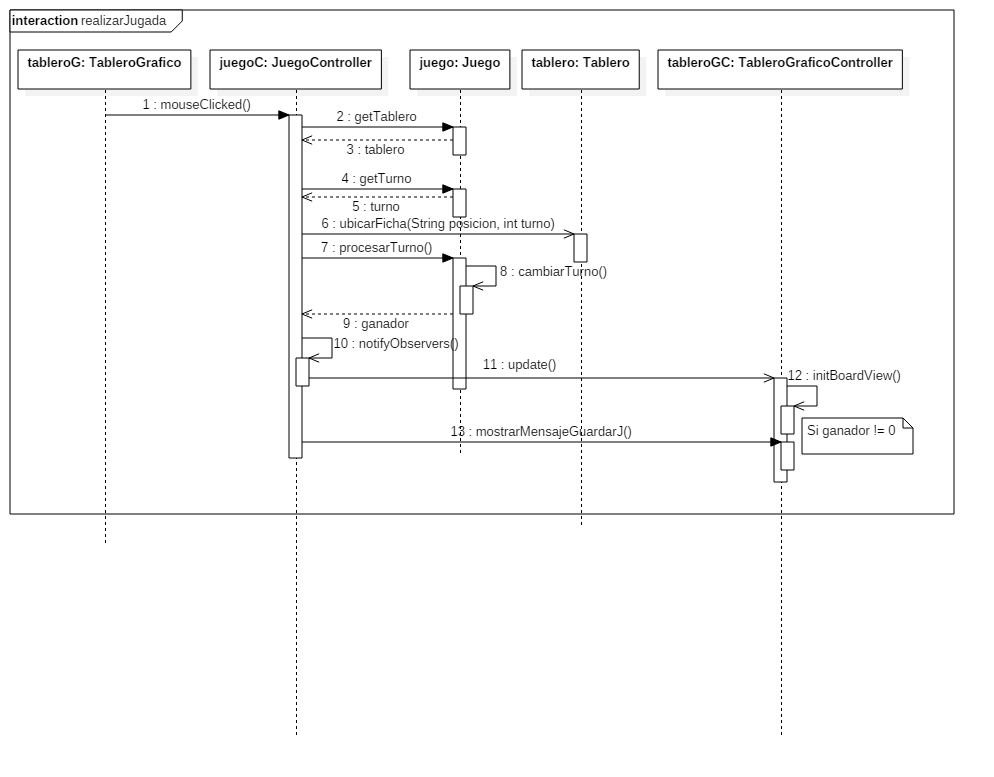 interaction realizarJugada
tableroG: TableroGrafico
juegoC: JuegoController
juego: Juego
tablero: Tablero
tableroGC: TableroGraficoController
1 : mouseClicked()
2 : getTablero
3 : tablero
4 : getTurno
5 : turno
6 : ubicarFicha(String posicion, int turno)
7 : procesarTurno()
8 : cambiarTurno()
9 : ganador
10 : notifyObservers()
11 : update()
12 : initBoardView()
Si ganador != 0
13 : mostrarMensajeGuardarJ()